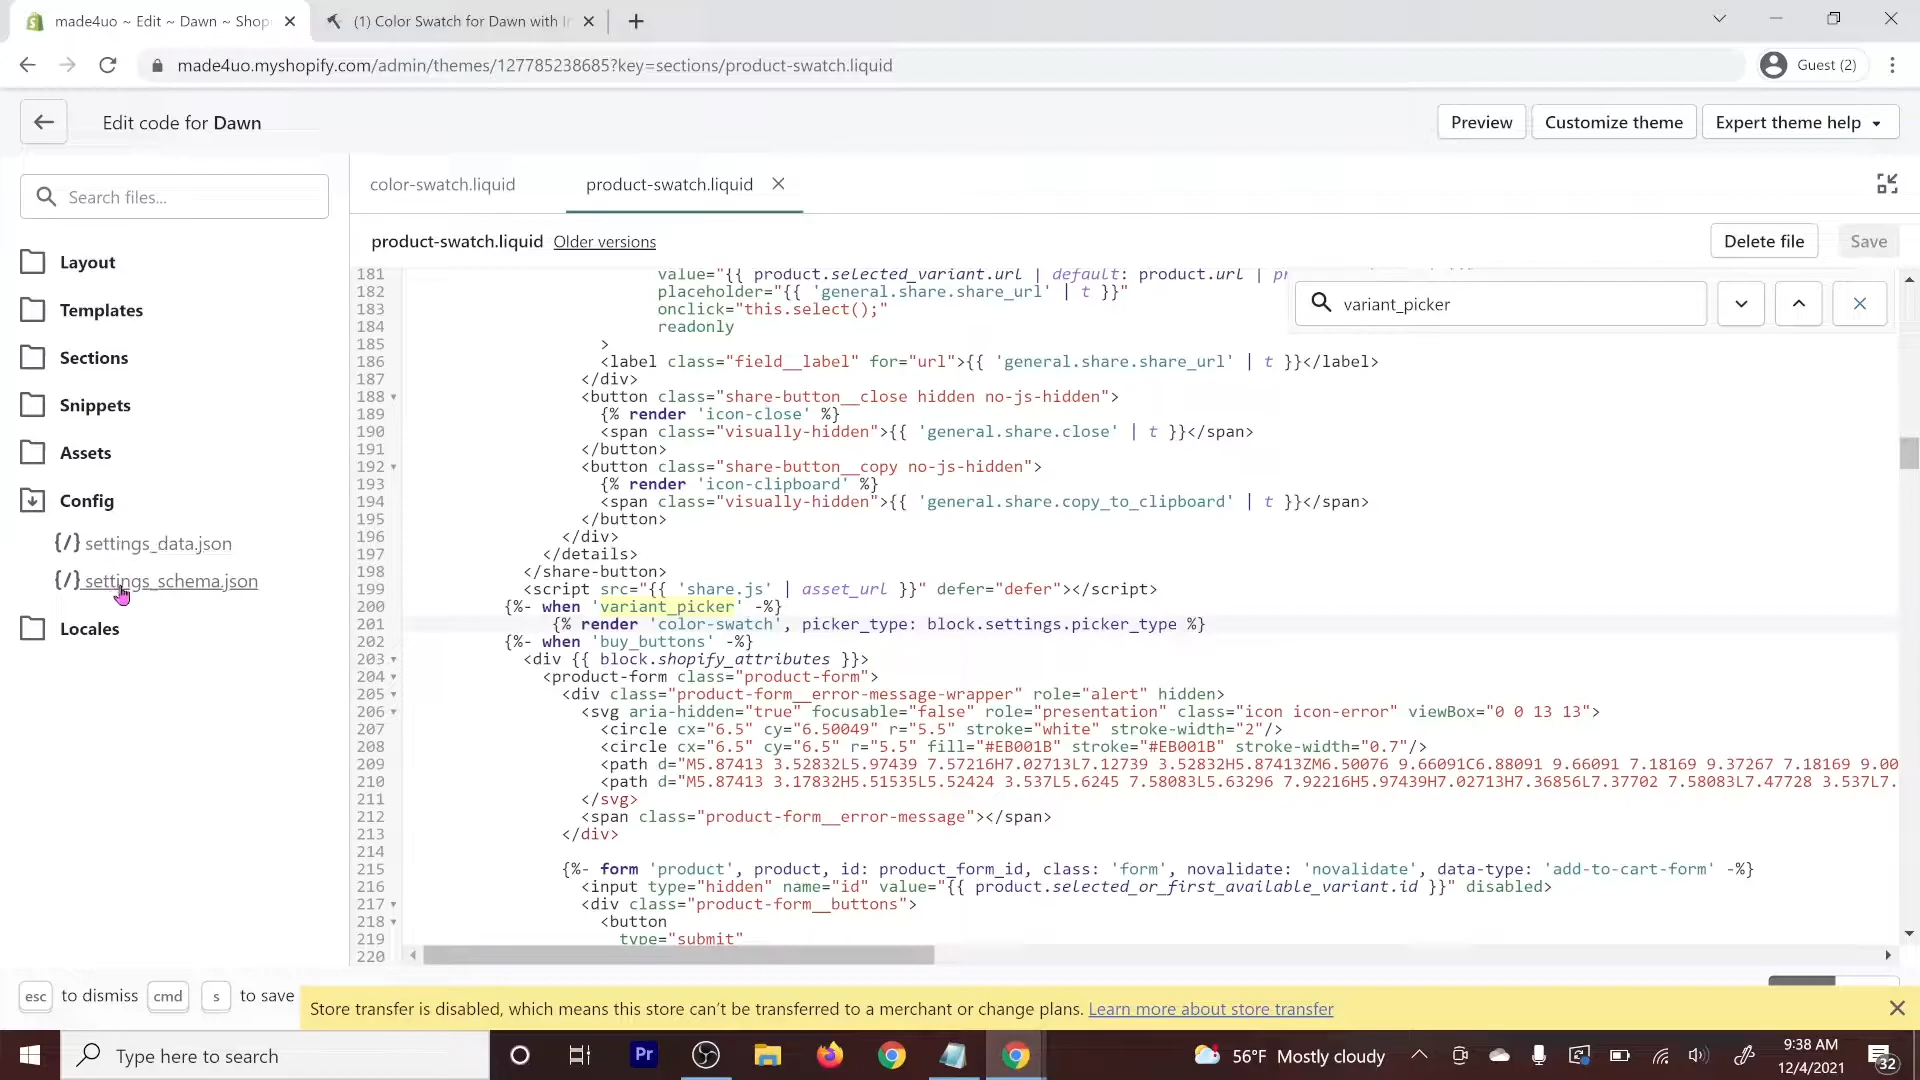 made4uo ~ Edit ~ Dawn ~ Shop
(1) Color Swatch for Dawn with I
made4uo.myshopify.com/admin/themes/127785238685?key=sections/product-swatch.liquid
Guest (2)
Edit code for Dawn
Preview
Customize theme
Expert theme help
Search files...
Layout
Templates
Sections
Snippets
Assets
Config
{/} settings_data.json
{/} settings_schema.json
Locales
color-swatch.liquid
product-swatch.liquid
product-swatch.liquid Older versions
Delete file
Save
variant_picker
181 value="{{ product.selected_variant.url | default: product.url | pr
182 placeholder="{{ 'general.share.share_url' | t }}"
183 onclick="this.select();"
184 readonly
185 >
186 <label class="field__label" for="url">{{ 'general.share.share_url' | t }}</label>
187 </div>
188 <button class="share-button__close hidden no-js-hidden">
189 {% render 'icon-close' %}
190 <span class="visually-hidden">{{ 'general.share.close' | t }}</span>
191 </button>
192 <button class="share-button__copy no-js-hidden">
193 {% render 'icon-clipboard' %}
194 <span class="visually-hidden">{{ 'general.share.copy_to_clipboard' | t }}</span>
195 </button>
196 </div>
197 </details>
198 </share-button>
199 <script src="{{ 'share.js' | asset_url }}" defer="defer"></script>
200 {%- when 'variant_picker' -%}
201 {% render 'color-swatch', picker_type: block.settings.picker_type %}
202 {%- when 'buy_buttons' -%}
203 <div {{ block.shopify_attributes }}>
204 <product-form class="product-form">
205 <div class="product-form__error-message-wrapper" role="alert" hidden>
206 <svg aria-hidden="true" focusable="false" role="presentation" class="icon icon-error" viewBox="0 0 13 13">
207 <circle cx="6.5" cy="6.50049" r="5.5" stroke="white" stroke-width="2"/>
208 <circle cx="6.5" cy="6.5" r="5.5" fill="#EB001B" stroke="#EB001B" stroke-width="0.7"/>
209 <path d="M5.87413 3.52832L5.97439 7.57216H7.02713L7.12739 3.52832H5.87413ZM6.50076 9.66091C6.88091 9.66091 7.18169 9.37267 7.18169 9.00
210 <path d="M5.87413 3.17832H5.51535L5.52424 3.537L5.6245 7.58083L5.63296 7.92216H5.97439H7.02713H7.36856L7.37702 7.58083L7.47728 3.537L7.
211 </svg>
212 <span class="product-form__error-message"></span>
213 </div>
214
215 {%- form 'product', product, id: product_form_id, class: 'form', novalidate: 'novalidate', data-type: 'add-to-cart-form' -%}
216 <input type="hidden" name="id" value="{{ product.selected_or_first_available_variant.id }}" disabled>
217 <div class="product-form__buttons">
218 <button
219 type="submit"
220
esc to dismiss cmd s to save
Store transfer is disabled, which means this store can't be transferred to a merchant or change plans. Learn more about store transfer
Type here to search
Pr
56°F Mostly cloudy
9:38 AM
12/4/2021
32